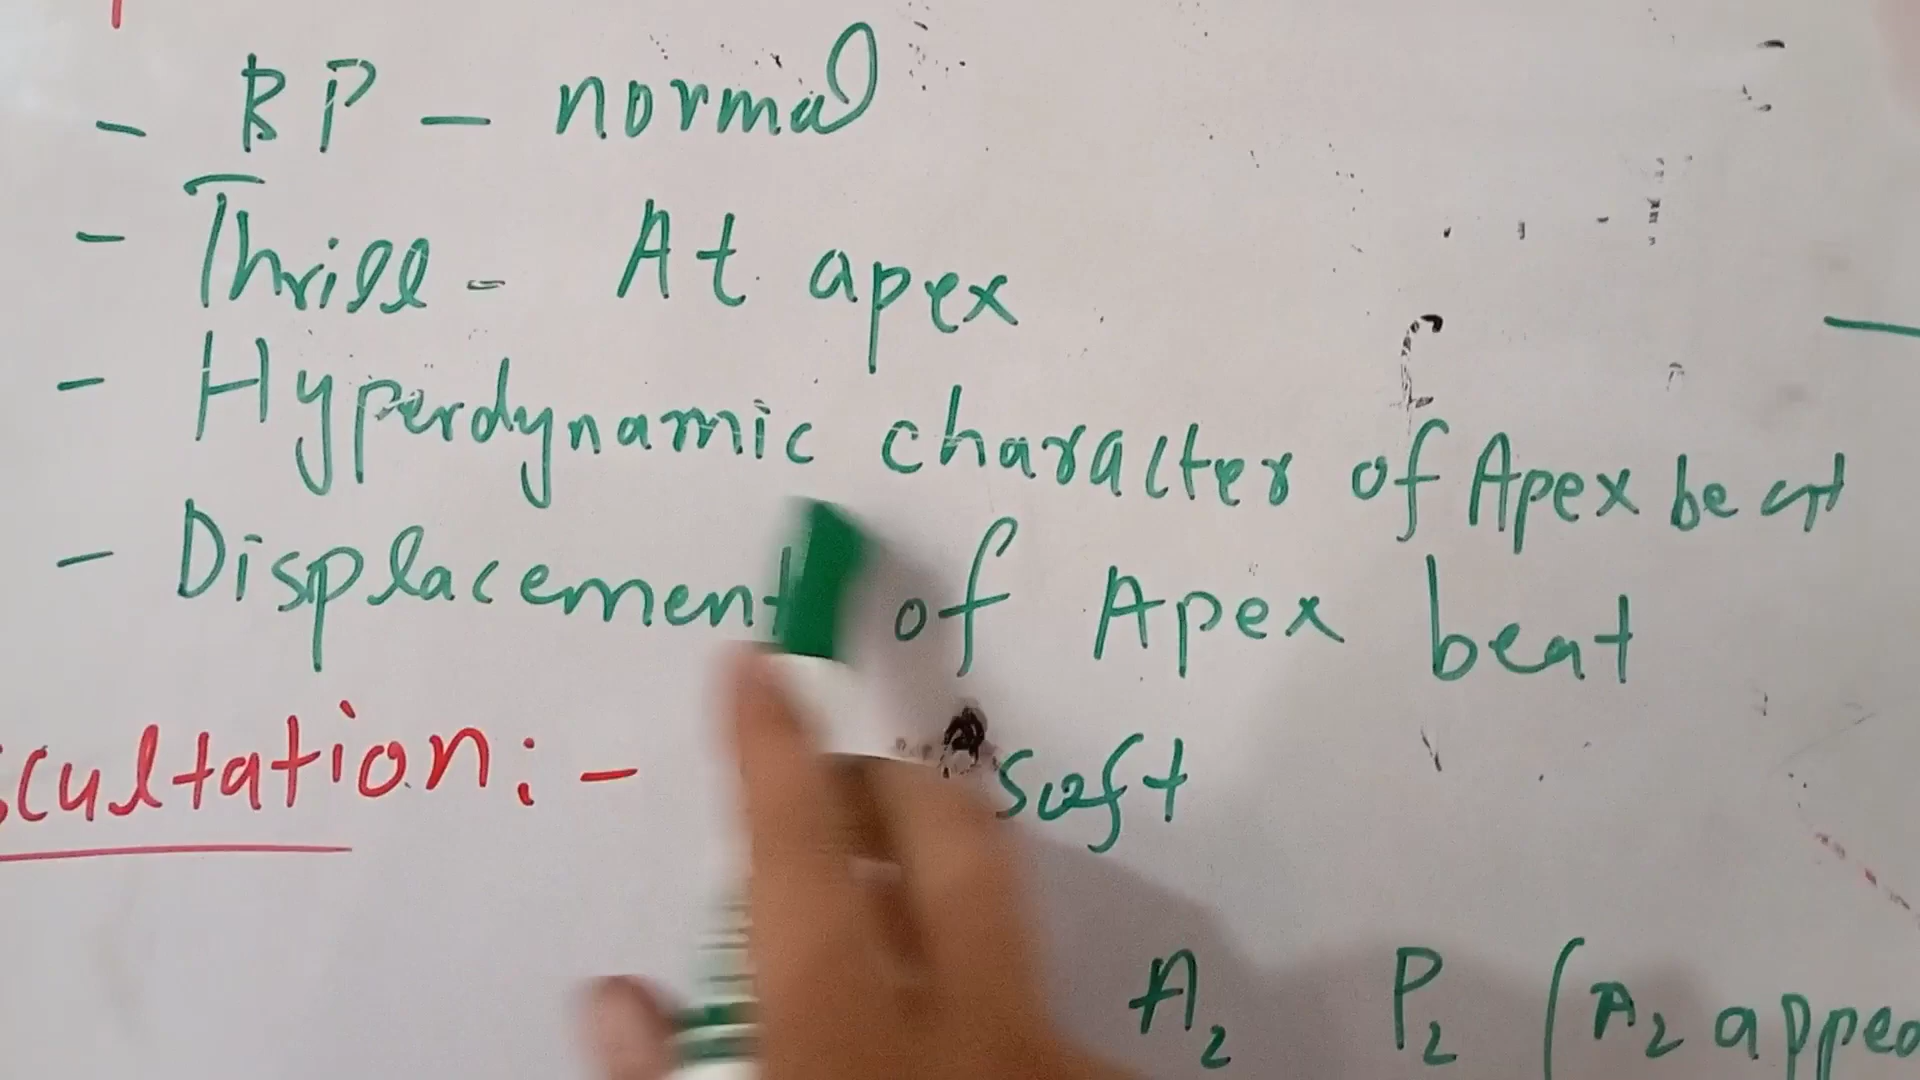 - BP - normal
- Thrill - At apex
- Hyperdynamic character of Apex beat
- Displacement of Apex beat
scultation:- soft
A2 P2 (A2 appea